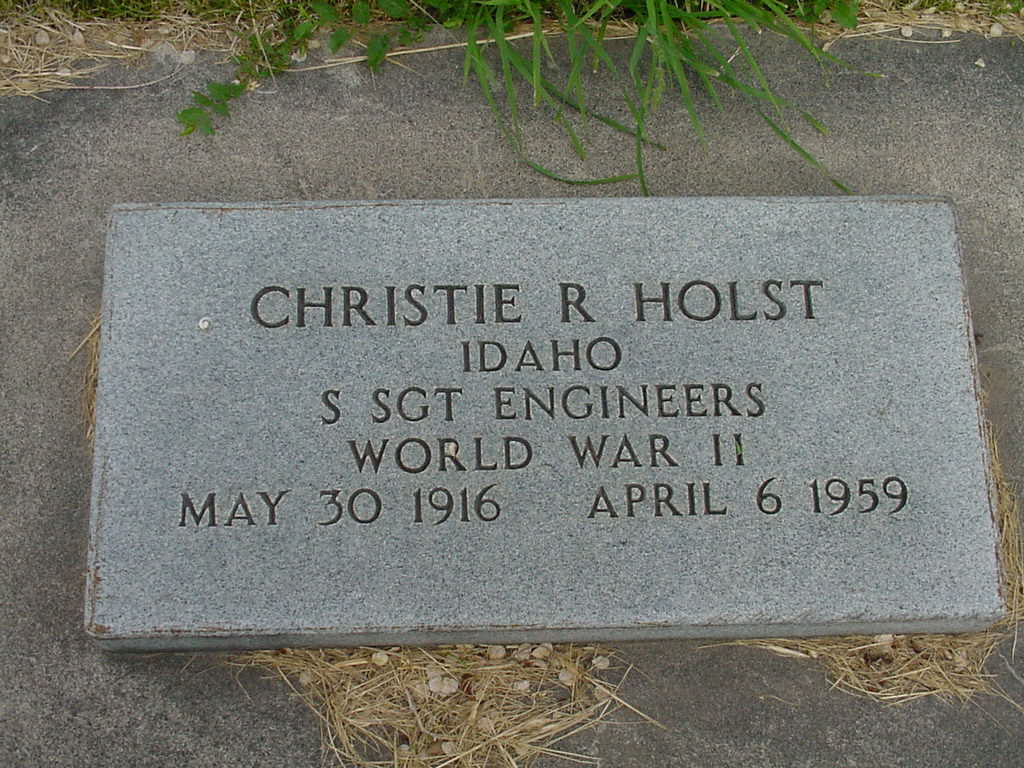 CHRISTIE R HOLST
IDAHO
S SGT ENGINEERS
WORLD WAR II
MAY 30 1916 APRIL 6 1959